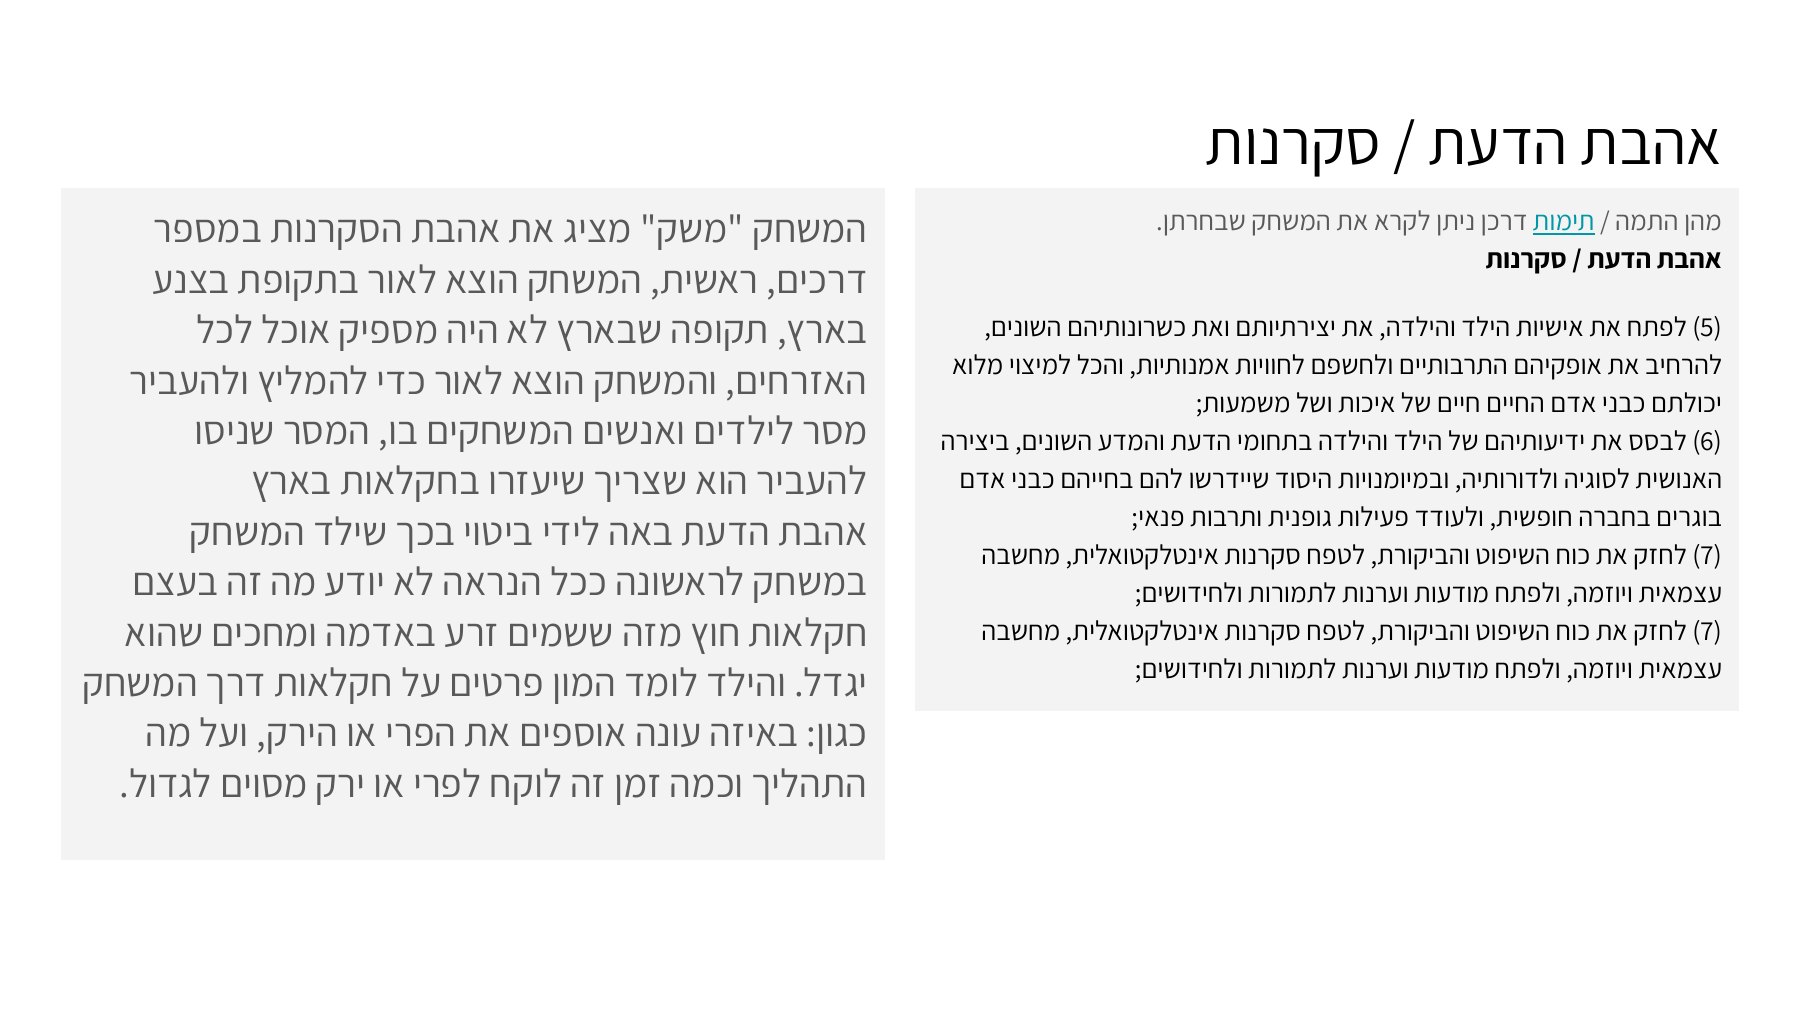 אהבת הדעת / סקרנות
מהן התמה / תימות דרכן ניתן לקרא את המשחק שבחרתן.
אהבת הדעת / סקרנות
(5) לפתח את אישיות הילד והילדה, את יצירתיותם ואת כשרונותיהם השונים,
להרחיב את אופקיהם התרבותיים ולחשפם לחוויות אמנותיות, והכל למיצוי מלוא
יכולתם כבני אדם החיים חיים של איכות ושל משמעות;
(6) לבסס את ידיעותיהם של הילד והילדה בתחומי הדעת והמדע השונים, ביצירה
האנושית לסוגיה ולדורותיה, ובמיומנויות היסוד שיידרשו להם בחייהם כבני אדם
בוגרים בחברה חופשית, ולעודד פעילות גופנית ותרבות פנאי;
(7) לחזק את כוח השיפוט והביקורת, לטפח סקרנות אינטלקטואלית, מחשבה
עצמאית ויוזמה, ולפתח מודעות וערנות לתמורות ולחידושים;
(7) לחזק את כוח השיפוט והביקורת, לטפח סקרנות אינטלקטואלית, מחשבה
עצמאית ויוזמה, ולפתח מודעות וערנות לתמורות ולחידושים;
המשחק "משק" מציג את אהבת הסקרנות במספר
דרכים, ראשית, המשחק הוצא לאור בתקופת בצנע
בארץ, תקופה שבארץ לא היה מספיק אוכל לכל
האזרחים, והמשחק הוצא לאור כדי להמליץ ולהעביר
מסר לילדים ואנשים המשחקים בו, המסר שניסו
להעביר הוא שצריך שיעזרו בחקלאות בארץ
אהבת הדעת באה לידי ביטוי בכך שילד המשחק
במשחק לראשונה ככל הנראה לא יודע מה זה בעצם
חקלאות חוץ מזה ששמים זרע באדמה ומחכים שהוא
יגדל. והילד לומד המון פרטים על חקלאות דרך המשחק
כגון: באיזה עונה אוספים את הפרי או הירק, ועל מה
התהליך וכמה זמן זה לוקח לפרי או ירק מסוים לגדול.